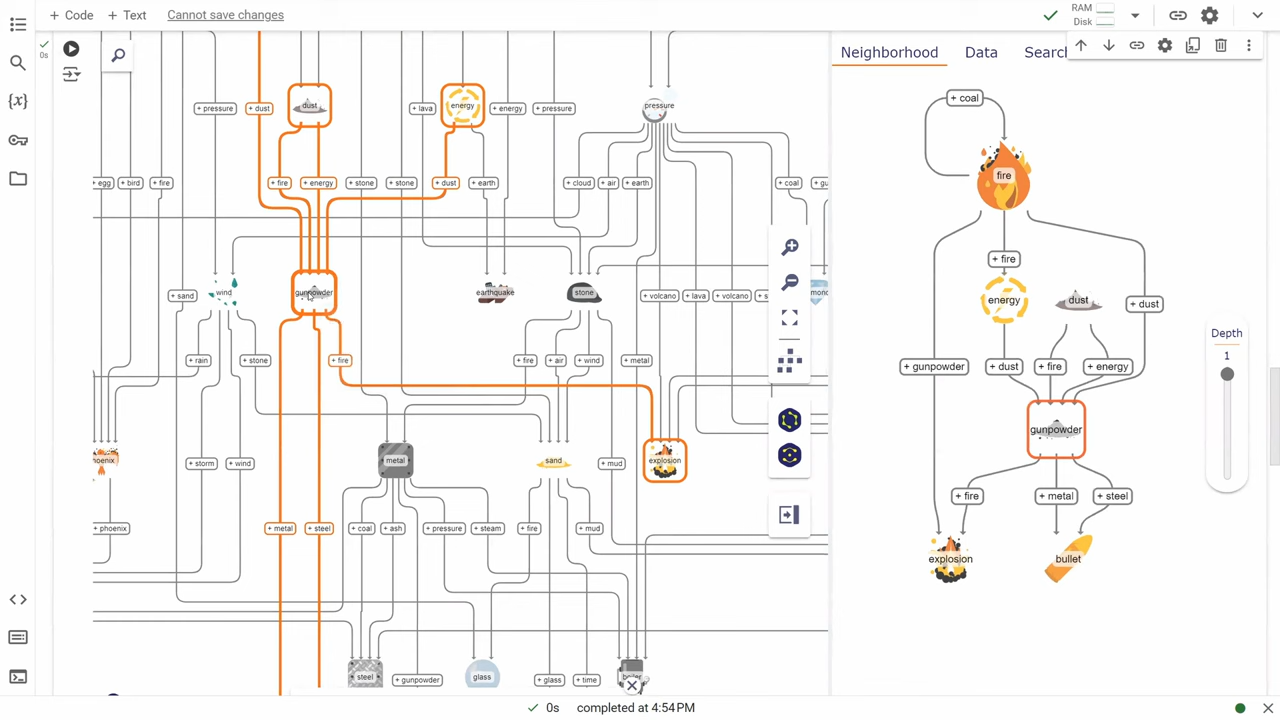 + Code + Text Cannot save changes
RAM
Disk
0s
Neighborhood Data Search
dust
energy
pressure
+ pressure
+ dust
+ lava
+ energy
+ pressure
+ egg
+ bird
+ fire
+ fire
+ energy
+ stone
+ stone
+ dust
+ earth
+ cloud
+ air
+ earth
+ coal
+ sand
wind
gunpowder
earthquake
stone
+ volcano
+ lava
+ volcano
+ rain
+ stone
+ fire
+ fire
+ air
+ wind
+ metal
metal
sand
explosion
+ storm
+ wind
+ mud
+ phoenix
+ metal
+ steel
+ coal
+ ash
+ pressure
+ steam
+ fire
+ mud
steel
+ gunpowder
glass
+ glass
+ time
+ coal
fire
+ fire
energy
dust
+ dust
+ gunpowder
+ dust
+ fire
+ energy
gunpowder
+ fire
+ metal
+ steel
explosion
bullet
Depth
1
0s completed at 4:54 PM